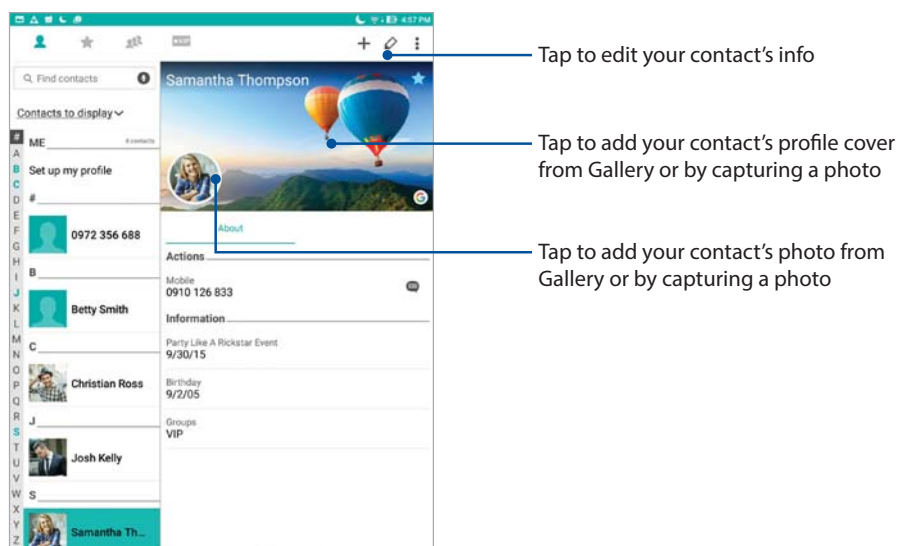 4:57 PM
Find contacts
Contacts to display
#
A
B
C
D
E
F
G
H
I
J
K
L
M
N
O
P
Q
R
S
T
U
V
W
X
Y
Z
ME
Set up my profile
#
0972 356 688
B
Betty Smith
C
Christian Ross
J
Josh Kelly
S
Samantha Th...
Samantha Thompson
G
About
Actions
Mobile
0910 126 833
Information
Party Like A Rickstar Event
9/30/15
Birthday
9/2/05
Groups
VIP
Tap to edit your contact's info
Tap to add your contact's profile cover
from Gallery or by capturing a photo
Tap to add your contact's photo from
Gallery or by capturing a photo